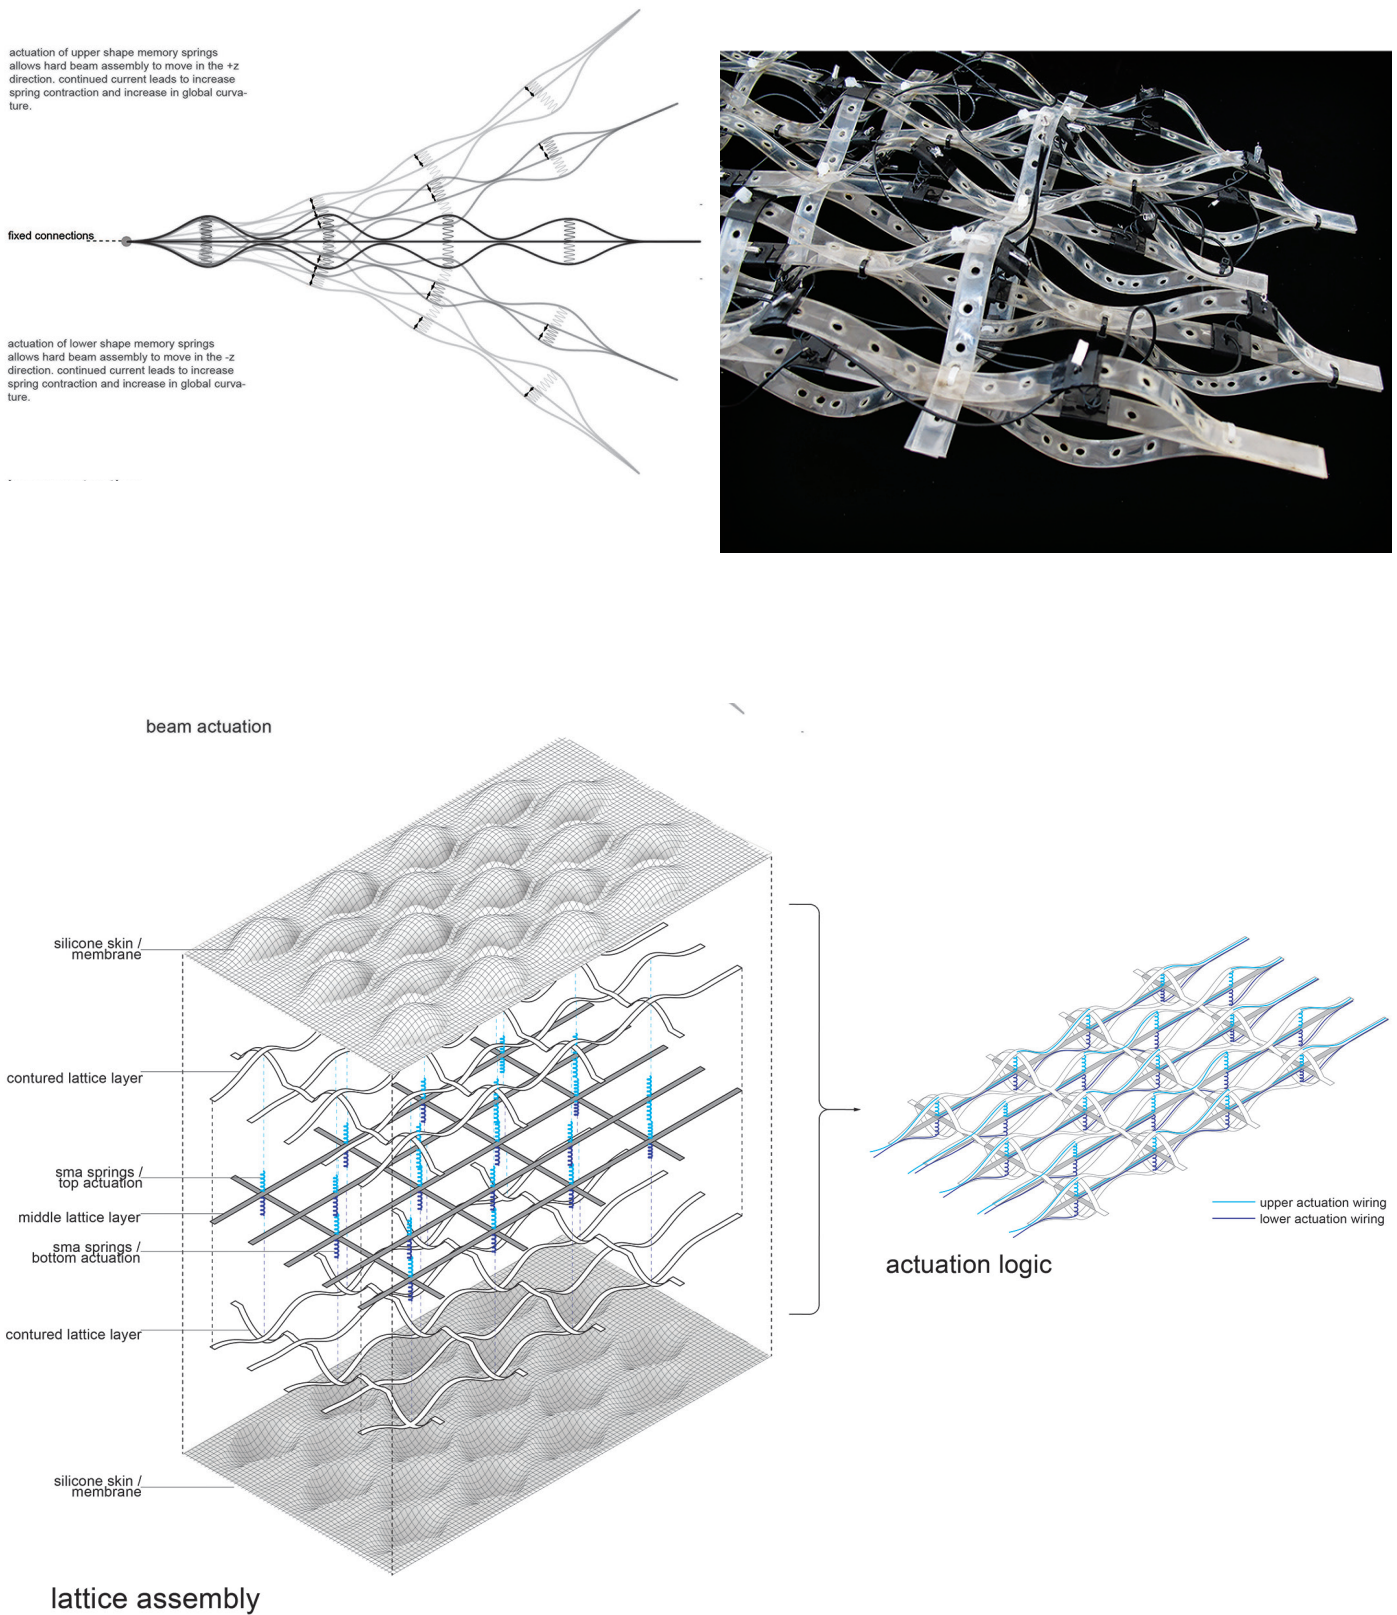 actuation of upper shape memory springs
allows hard beam assembly to move in the +z
direction. continued current leads to increase
spring contraction and increase in global curva-
ture.
fixed connections
actuation of lower shape memory springs
allows hard beam assembly to move in the -z
direction. continued current leads to increase
spring contraction and increase in global curva-
ture.
beam actuation
silicone skin /
membrane
contured lattice layer
sma springs /
top actuation
middle lattice layer
sma springs /
bottom actuation
contured lattice layer
silicone skin /
membrane
lattice assembly
upper actuation wiring
lower actuation wiring
actuation logic